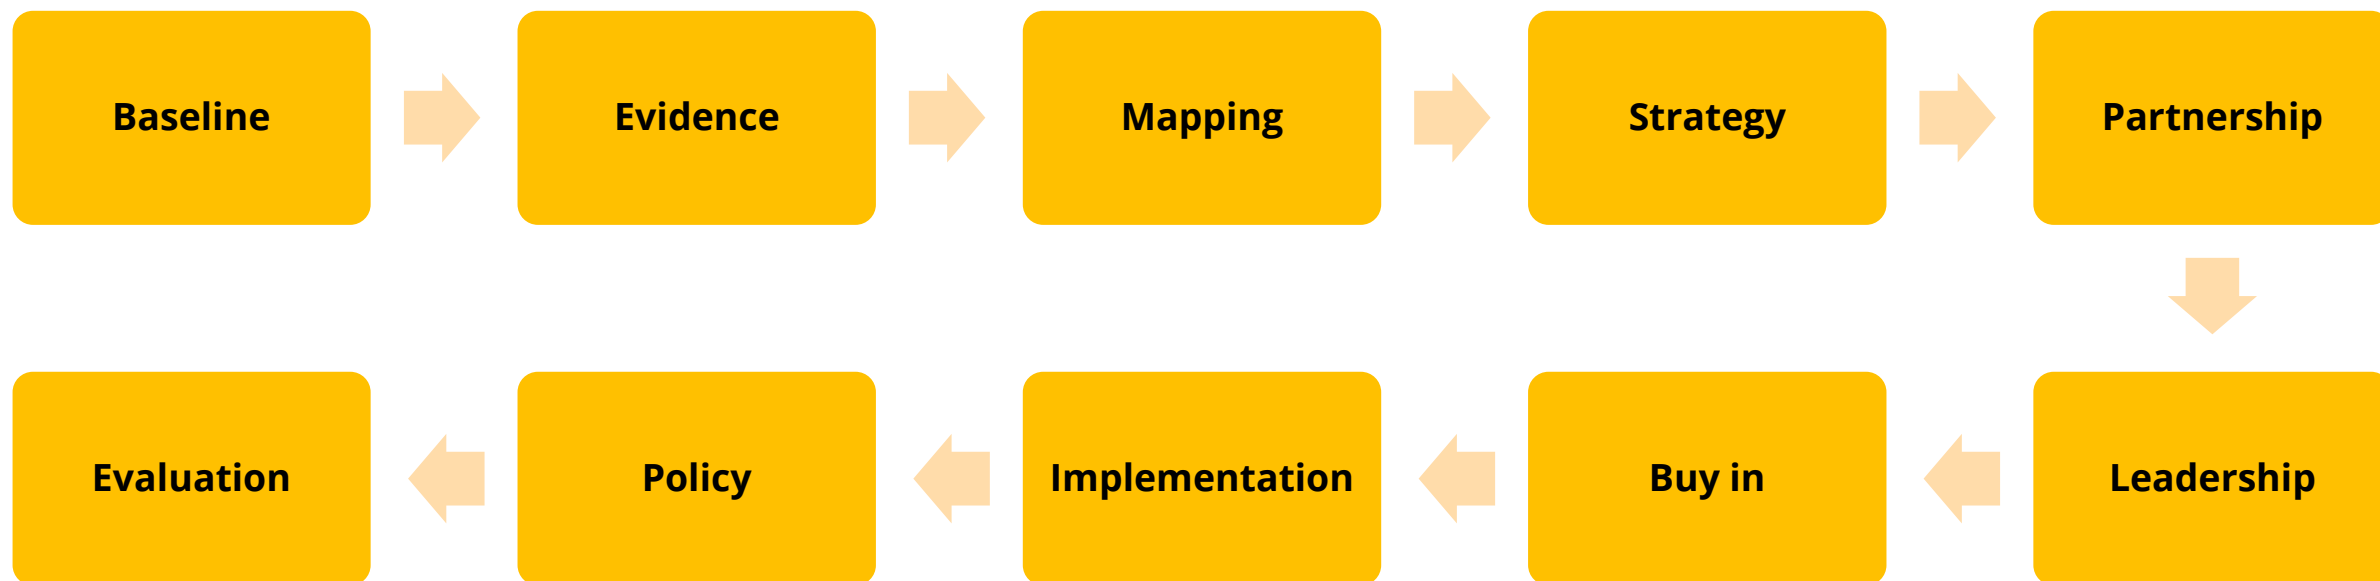 Baseline
Evidence
Mapping
Strategy
Partnership
Leadership
Buy in
Implementation
Policy
Evaluation